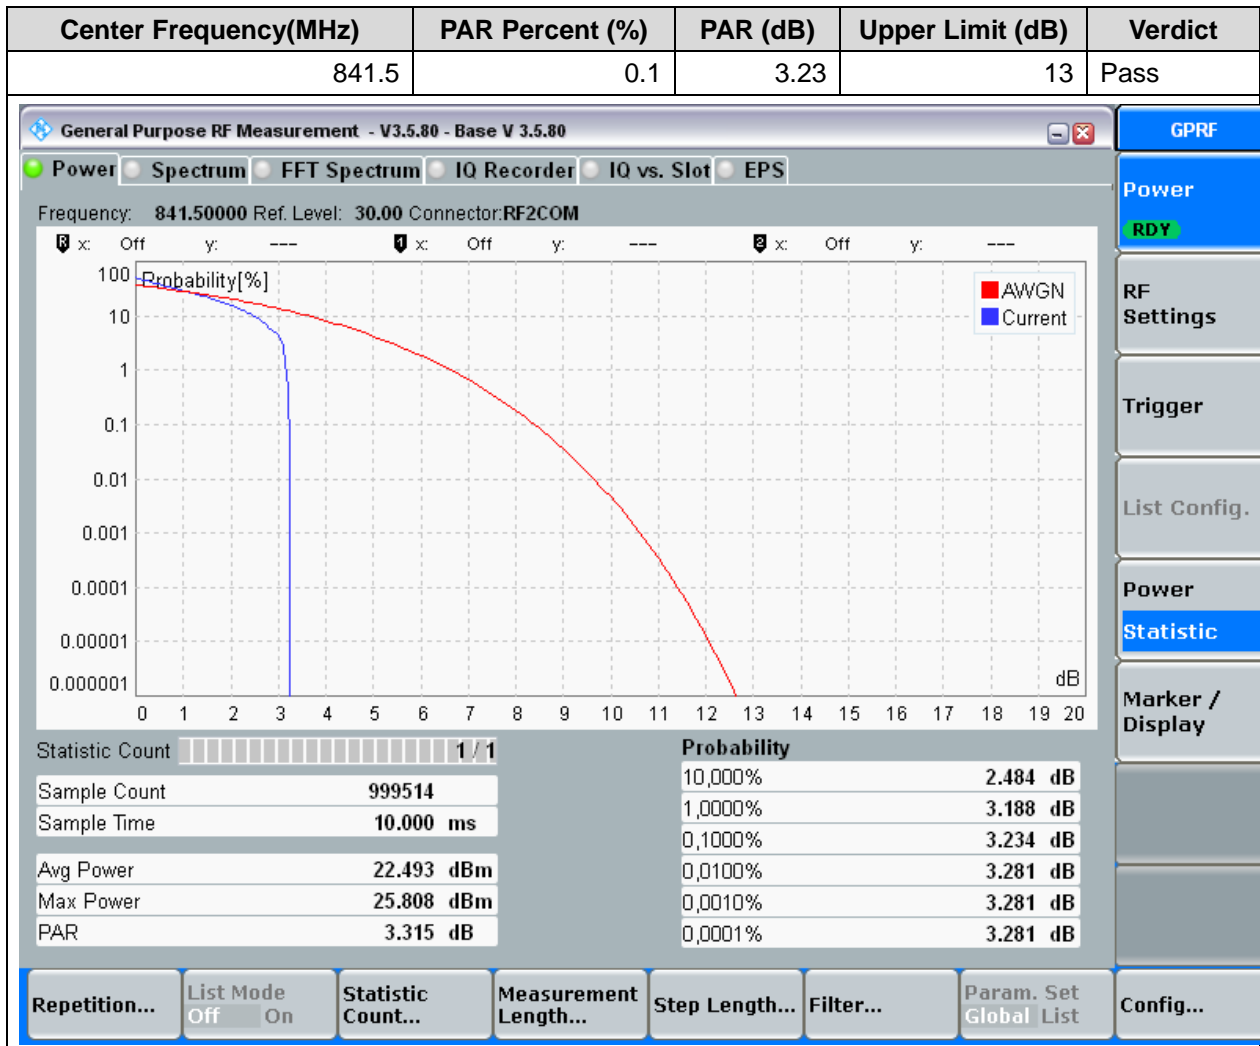 Center Frequency(MHz) PAR Percent (%) PAR (dB) Upper Limit (dB) Verdict
841.5 0.1 3.23 13 Pass
General Purpose RF Measurement - V3.5.80 - Base V 3.5.80
GPRF
Power Spectrum FFT Spectrum IQ Recorder IQ vs. Slot EPS
Frequency: 841.50000 Ref. Level: 30.00 Connector:RF2COM
R x: Off y: --- 1 x: Off y: --- 2 x: Off y: ---
Probability[%]
AWGN
Current
100
10
1
0.1
0.01
0.001
0.0001
0.00001
0.000001
dB
0 1 2 3 4 5 6 7 8 9 10 11 12 13 14 15 16 17 18 19 20
Statistic Count 1 / 1
Sample Count 999514
Sample Time 10.000 ms
Avg Power 22.493 dBm
Max Power 25.808 dBm
PAR 3.315 dB
Probability
10,000% 2.484 dB
1,0000% 3.188 dB
0,1000% 3.234 dB
0,0100% 3.281 dB
0,0010% 3.281 dB
0,0001% 3.281 dB
Power
RDY
RF
Settings
Trigger
List Config.
Power
Statistic
Marker /
Display
Repetition...
List Mode
Off On
Statistic
Count...
Measurement
Length...
Step Length...
Filter...
Param. Set
Global List
Config...